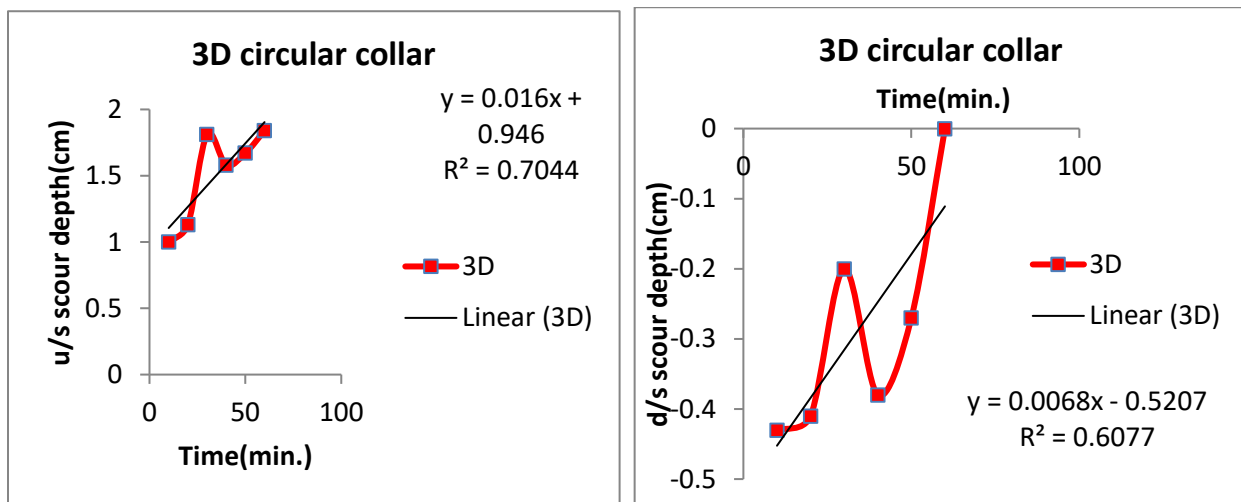 3D circular collar
y = 0.016x +
0.946
R² = 0.7044
2
1.5
1
0.5
0
0
50
100
u/s scour depth(cm)
Time(min.)
3D
Linear (3D)
3D circular collar
Time(min.)
0
-0.1
-0.2
-0.3
-0.4
-0.5
0
50
100
d/s scour depth(cm)
3D
Linear (3D)
y = 0.0068x - 0.5207
R² = 0.6077